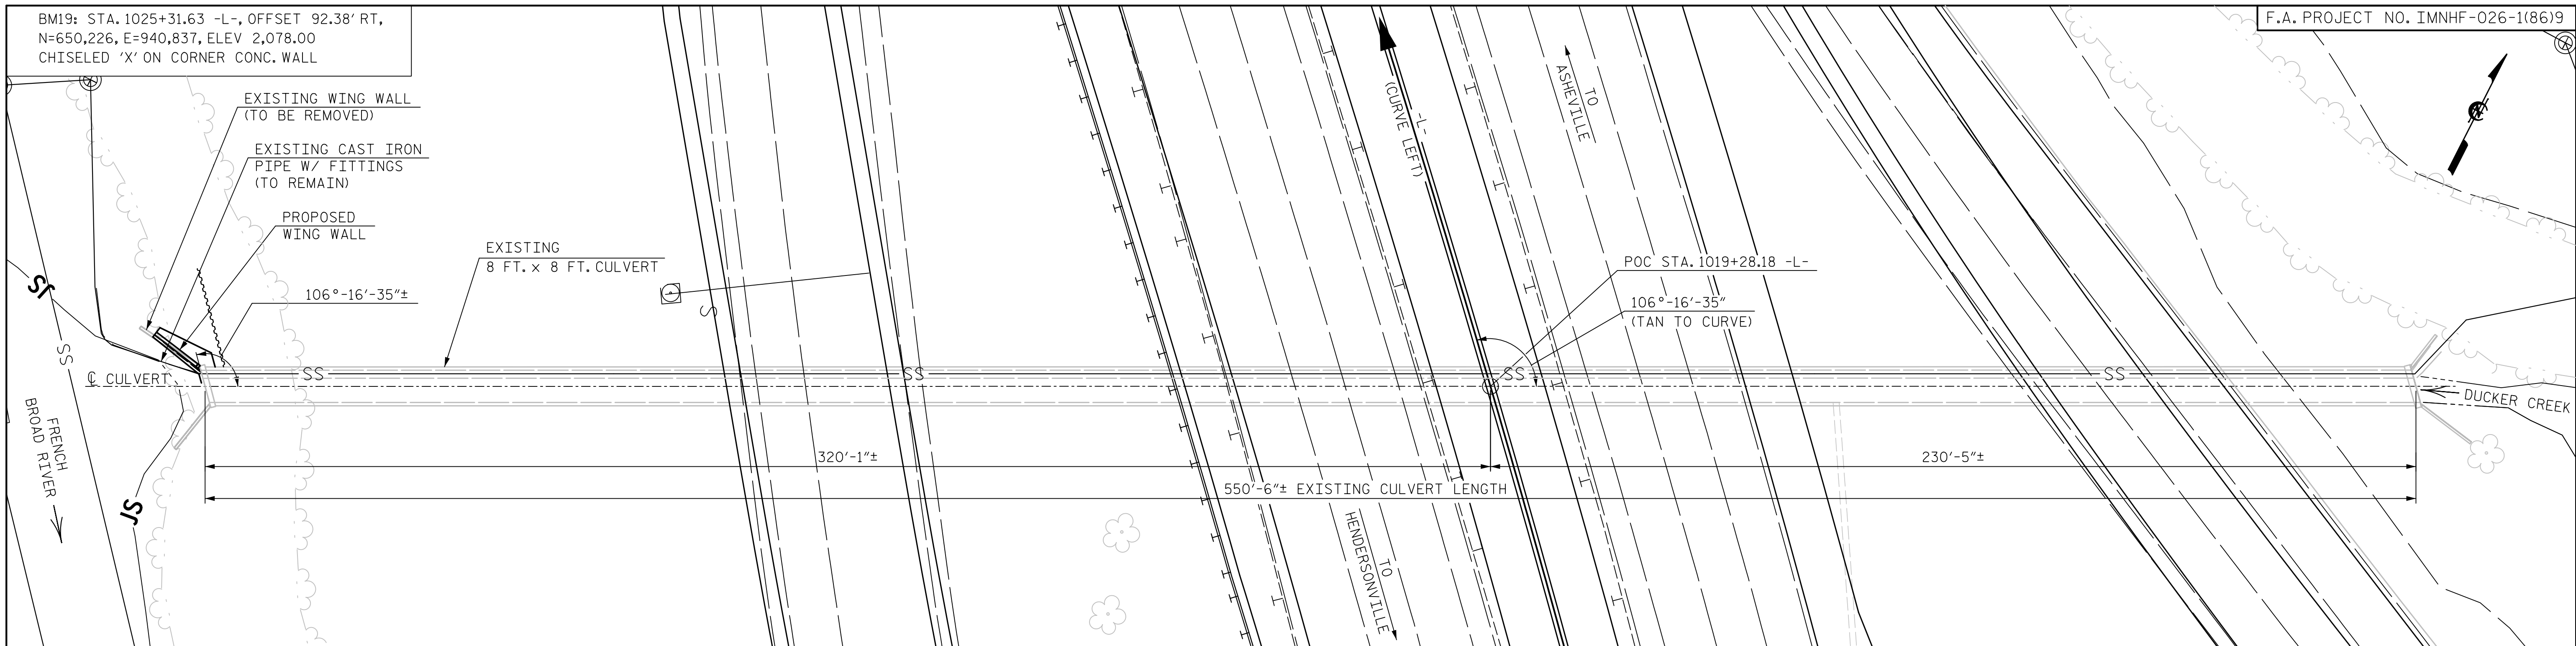 BM19: STA. 1025+31.63 -L-, OFFSET 92.38' RT,
N=650,226, E=940,837, ELEV 2,078.00
CHISELED 'X' ON CORNER CONC. WALL
F.A. PROJECT NO. IMNHF-026-1(86)9
EXISTING WING WALL
(TO BE REMOVED)
EXISTING CAST IRON
PIPE W/ FITTINGS
(TO REMAIN)
PROPOSED
WING WALL
EXISTING
8 FT. x 8 FT. CULVERT
106°-16'-35"±
-L-
(CURVE LEFT)
TO
ASHEVILLE
POC STA. 1019+28.18 -L-
106°-16'-35"
(TAN TO CURVE)
S
JS
SS
℄ CULVERT
SS
SS
SS
SS
DUCKER CREEK
FRENCH
BROAD RIVER
JS
320'-1"±
230'-5"±
550'-6"± EXISTING CULVERT LENGTH
TO
HENDERSONVILLE